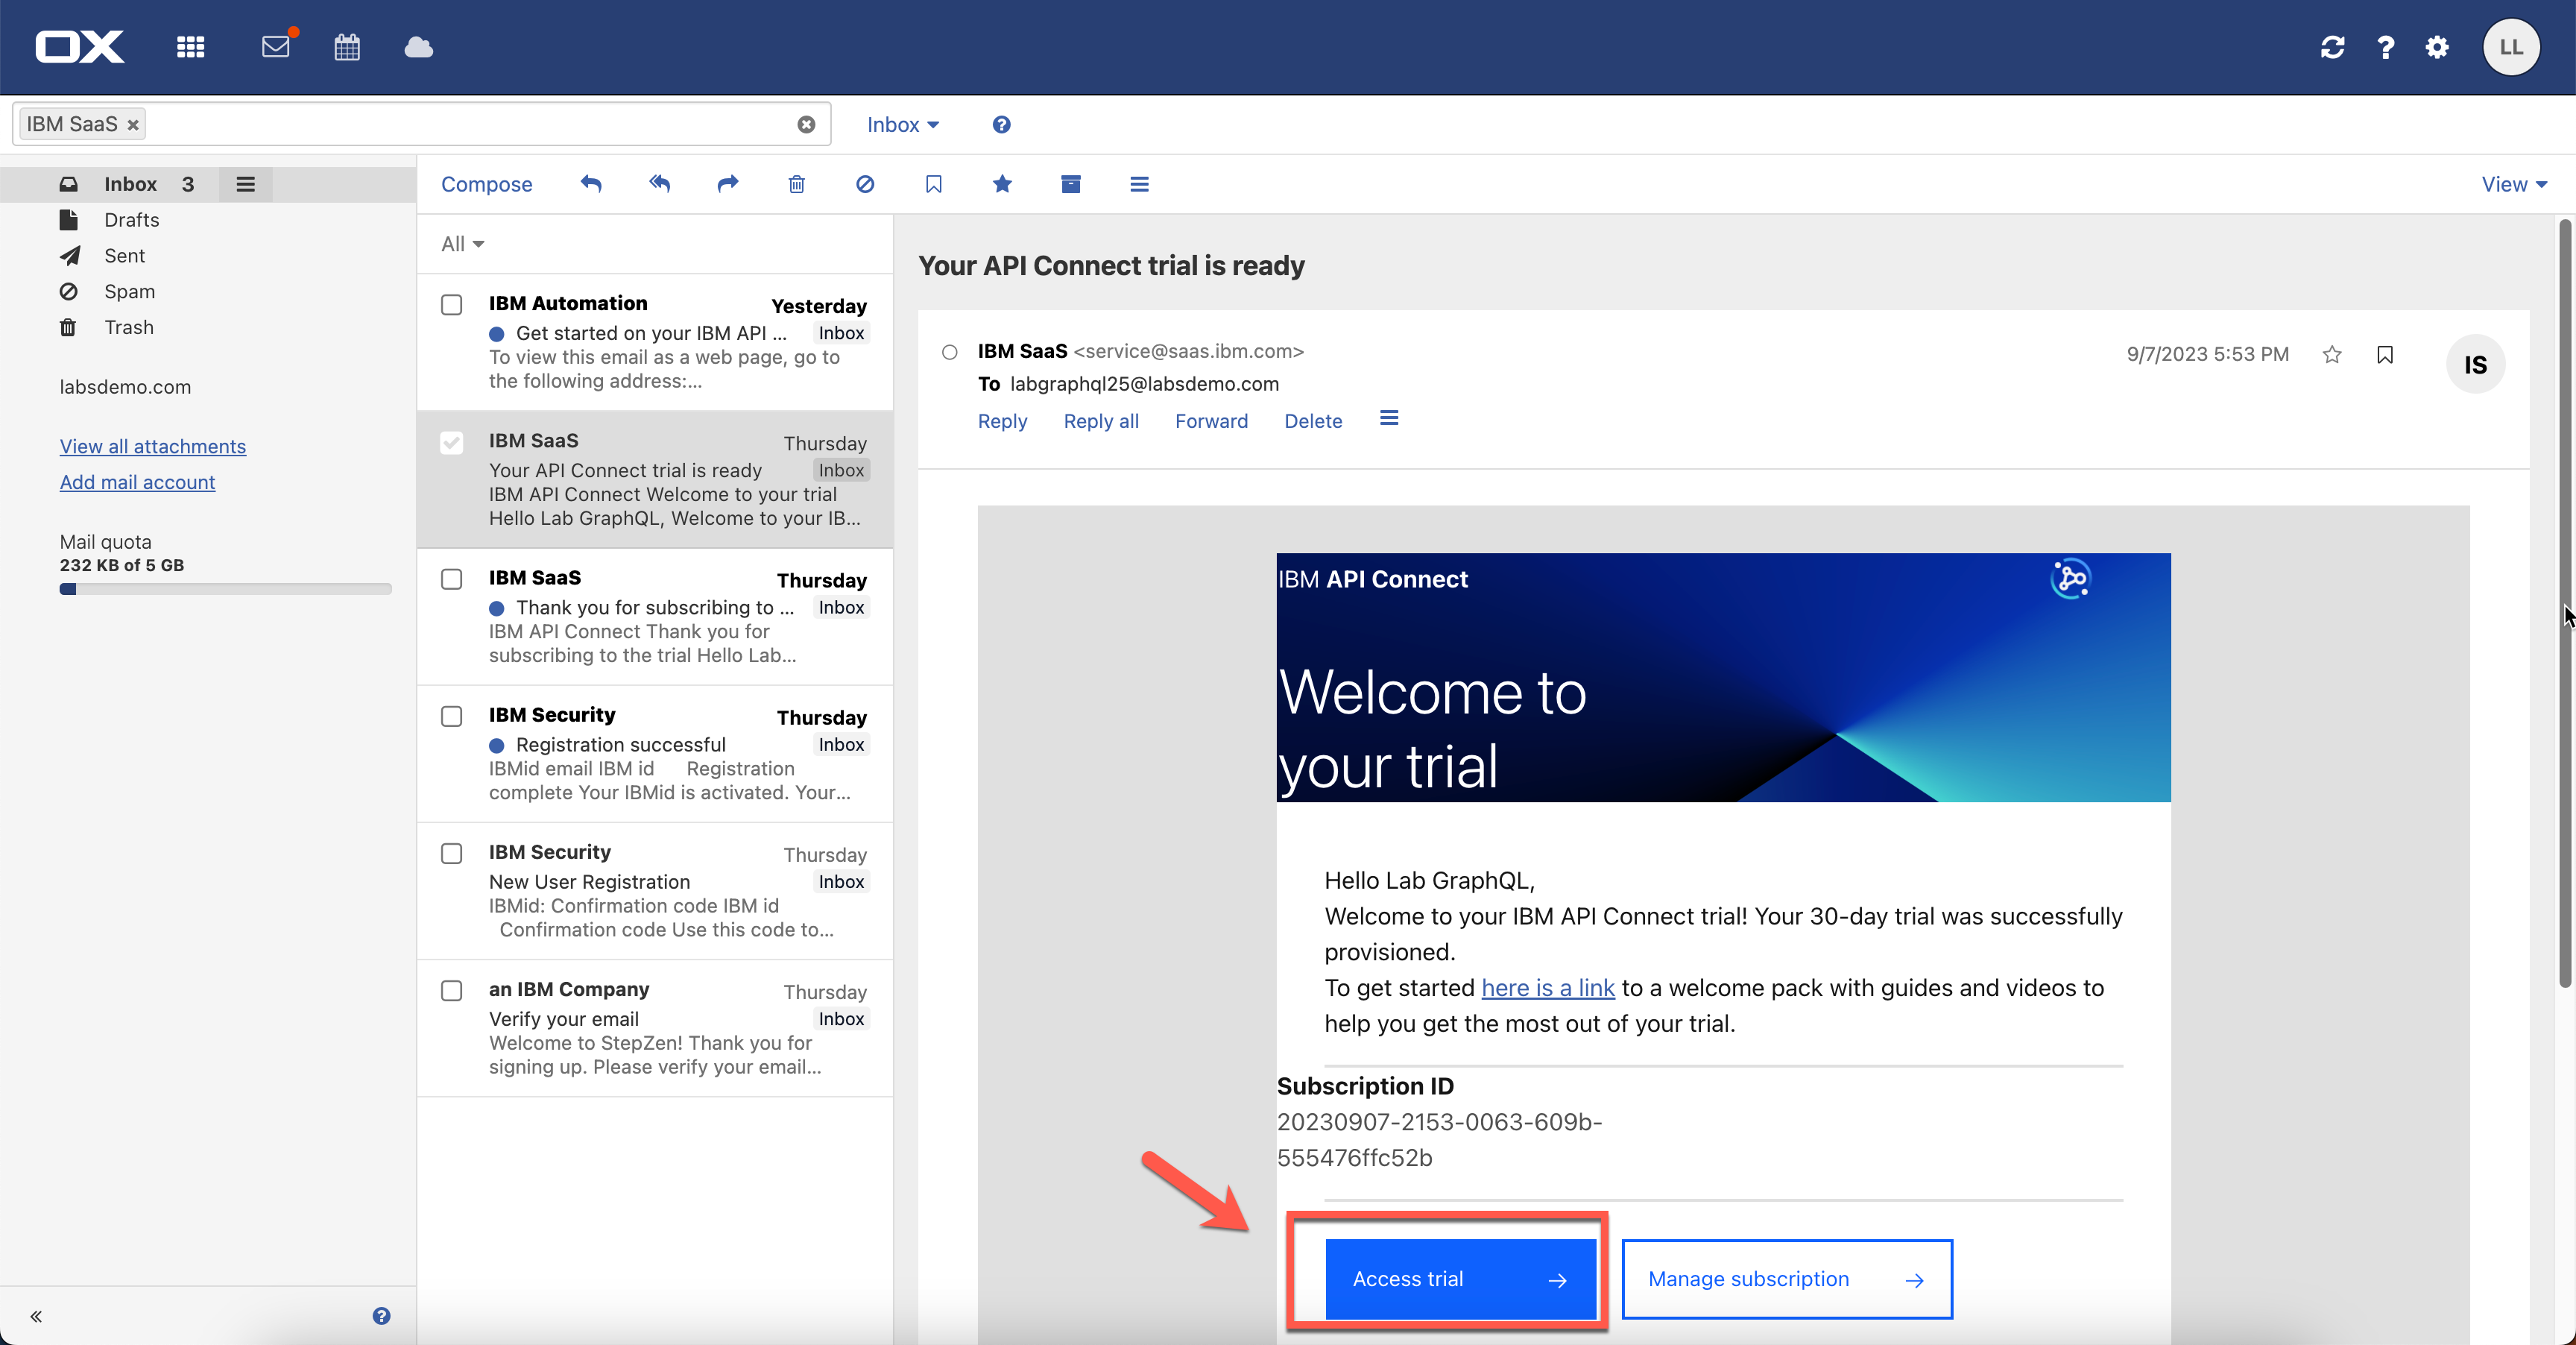 OX
LL
IBM SaaS ×
Inbox
Inbox 3
Drafts
Sent
Spam
Trash
labsdemo.com
View all attachments
Add mail account
Mail quota
232 KB of 5 GB
Compose
View
All
IBM Automation Yesterday
Get started on your IBM API ... Inbox
To view this email as a web page, go to
the following address:...
IBM SaaS Thursday
Your API Connect trial is ready Inbox
IBM API Connect Welcome to your trial
Hello Lab GraphQL, Welcome to your IB...
IBM SaaS Thursday
Thank you for subscribing to ... Inbox
IBM API Connect Thank you for
subscribing to the trial Hello Lab...
IBM Security Thursday
Registration successful Inbox
IBMid email IBM id Registration
complete Your IBMid is activated. Your...
IBM Security Thursday
New User Registration Inbox
IBMid: Confirmation code IBM id
Confirmation code Use this code to...
an IBM Company Thursday
Verify your email Inbox
Welcome to StepZen! Thank you for
signing up. Please verify your email...
Your API Connect trial is ready
IBM SaaS <service@saas.ibm.com> 9/7/2023 5:53 PM
IS
To labgraphql25@labsdemo.com
Reply Reply all Forward Delete
IBM API Connect
Welcome to
your trial
Hello Lab GraphQL,
Welcome to your IBM API Connect trial! Your 30-day trial was successfully
provisioned.
To get started here is a link to a welcome pack with guides and videos to
help you get the most out of your trial.
Subscription ID
20230907-2153-0063-609b-
555476ffc52b
Access trial →
Manage subscription →